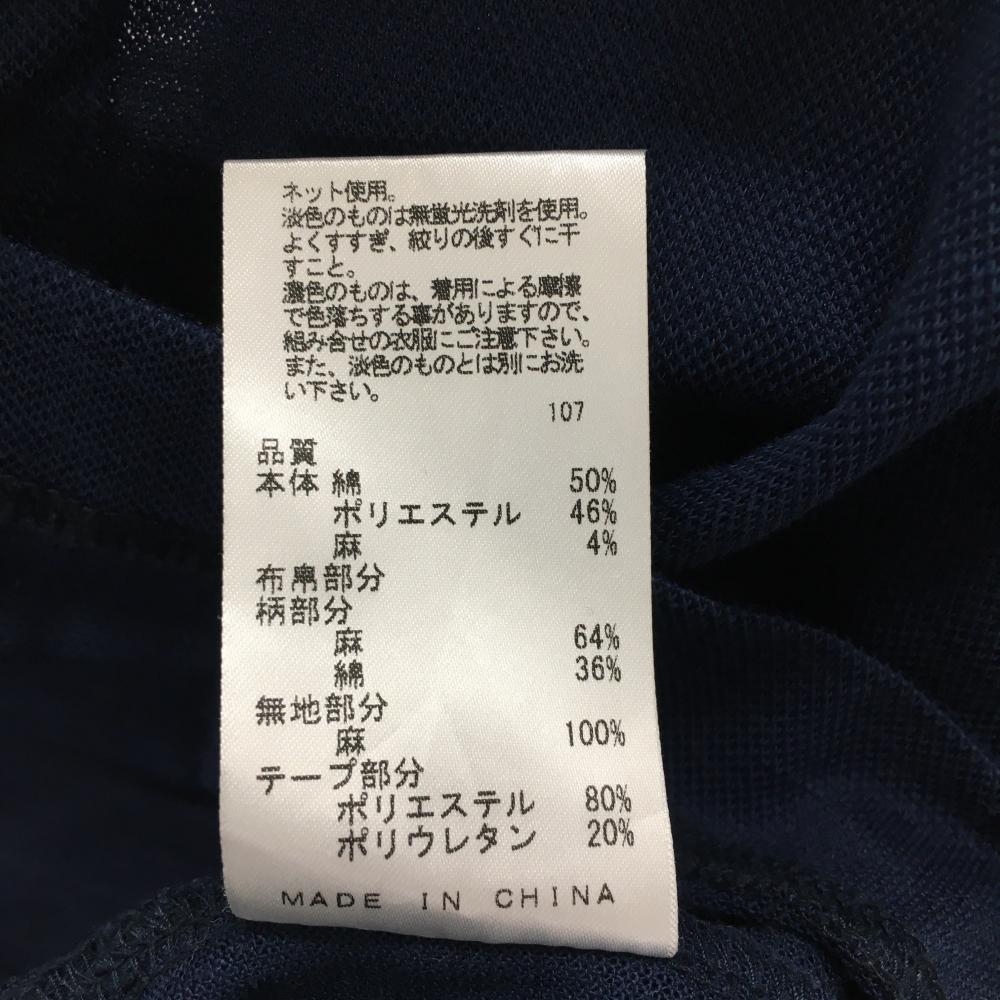 ネット使用。
淡色のものは無蛍光洗剤を使用。
よくすすぎ、絞りの後すぐに干
すこと。
濃色のものは、着用による摩擦
で色落ちする事がありますので、
組み合せの衣服にご注意下さい。
また、淡色のものとは別にお洗
い下さい。
107
品質
本体 綿 50%
ポリエステル 46%
麻 4%
布帛部分
柄部分
麻 64%
綿 36%
無地部分
麻 100%
テープ部分
ポリエステル 80%
ポリウレタン 20%
MADE IN CHINA